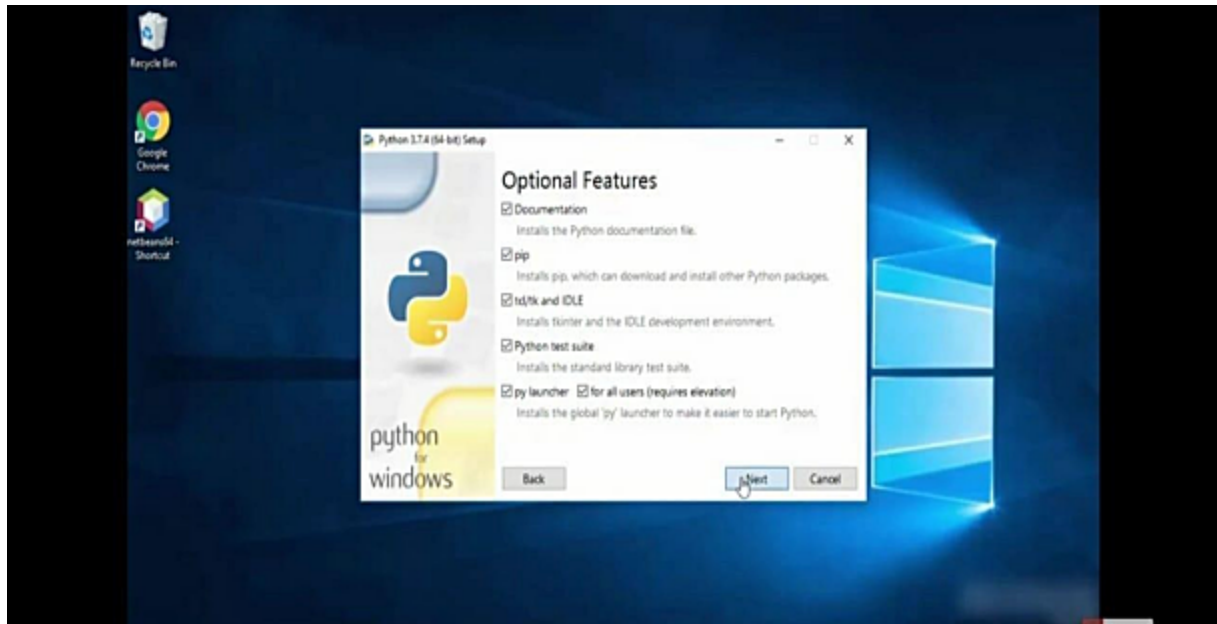 Recycle Bin
Google
Chrome
netbeans64 -
Shortcut
Python 3.7.4 (64-bit) Setup
Optional Features
Documentation
Installs the Python documentation file.
pip
Installs pip, which can download and install other Python packages.
td/tk and IDLE
Installs tkinter and the IDLE development environment.
Python test suite
Installs the standard library test suite.
py launcher for all users (requires elevation)
Installs the global 'py' launcher to make it easier to start Python.
python
for
windows
Back Next Cancel